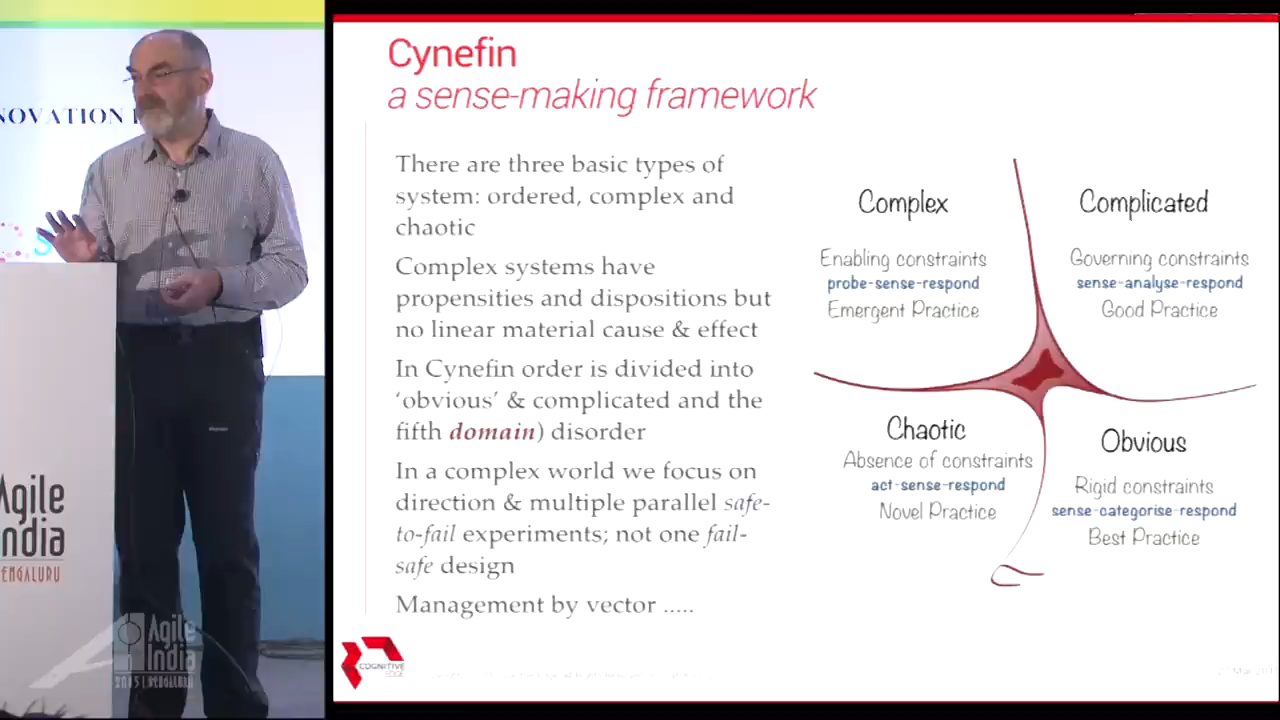 NOVATION
Agile
India
BENGALURU
Agile
India
2015 | BENGALURU
Cynefin
a sense-making framework
There are three basic types of
system: ordered, complex and
chaotic
Complex systems have
propensities and dispositions but
no linear material cause & effect
In Cynefin order is divided into
‘obvious’ & complicated and the
fifth domain) disorder
In a complex world we focus on
direction & multiple parallel safe-
to-fail experiments; not one fail-
safe design
Management by vector .....
Complex
Enabling constraints
probe-sense-respond
Emergent Practice
Complicated
Governing constraints
sense-analyse-respond
Good Practice
Chaotic
Absence of constraints
act-sense-respond
Novel Practice
Obvious
Rigid constraints
sense-categorise-respond
Best Practice
COGNITIVE
EDGE